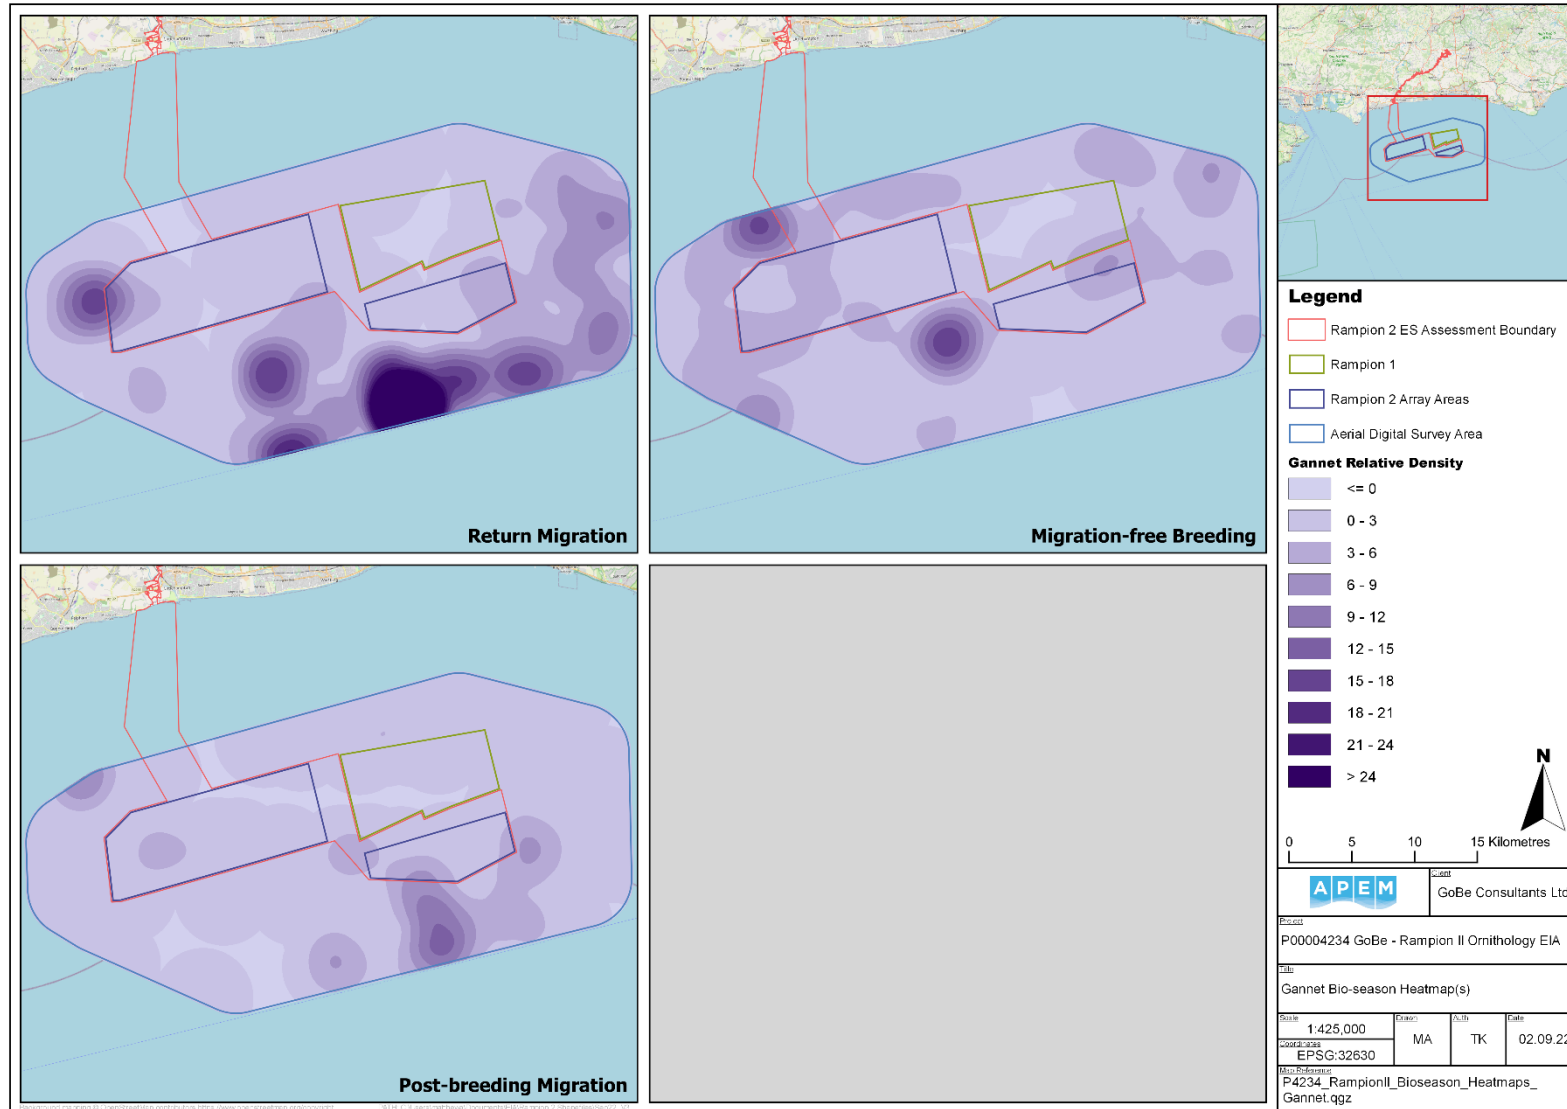 Return Migration
Migration-free Breeding
Post-breeding Migration
Legend
Rampion 2 ES Assessment Boundary
Rampion 1
Rampion 2 Array Areas
Aerial Digital Survey Area
Gannet Relative Density
<= 0
0 - 3
3 - 6
6 - 9
9 - 12
12 - 15
15 - 18
18 - 21
21 - 24
> 24
N
0 5 10 15 Kilometres
APEM
Client
GoBe Consultants Ltd
Project
P00004234 GoBe - Rampion II Ornithology EIA
Title
Gannet Bio-season Heatmap(s)
Scale
1:425,000
Coordinates
EPSG:32630
Drawn
MA
Auth
TK
Date
02.09.22
Map Reference
P4234_RampionII_Bioseason_Heatmaps_
Gannet.qgz